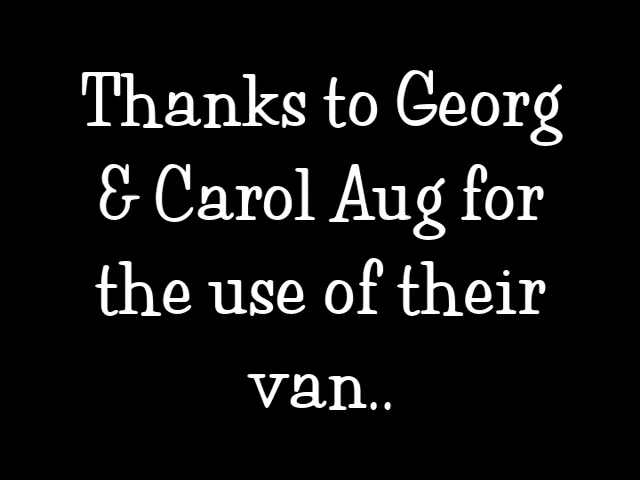 Thanks to Georg
& Carol Aug for
the use of their
van..